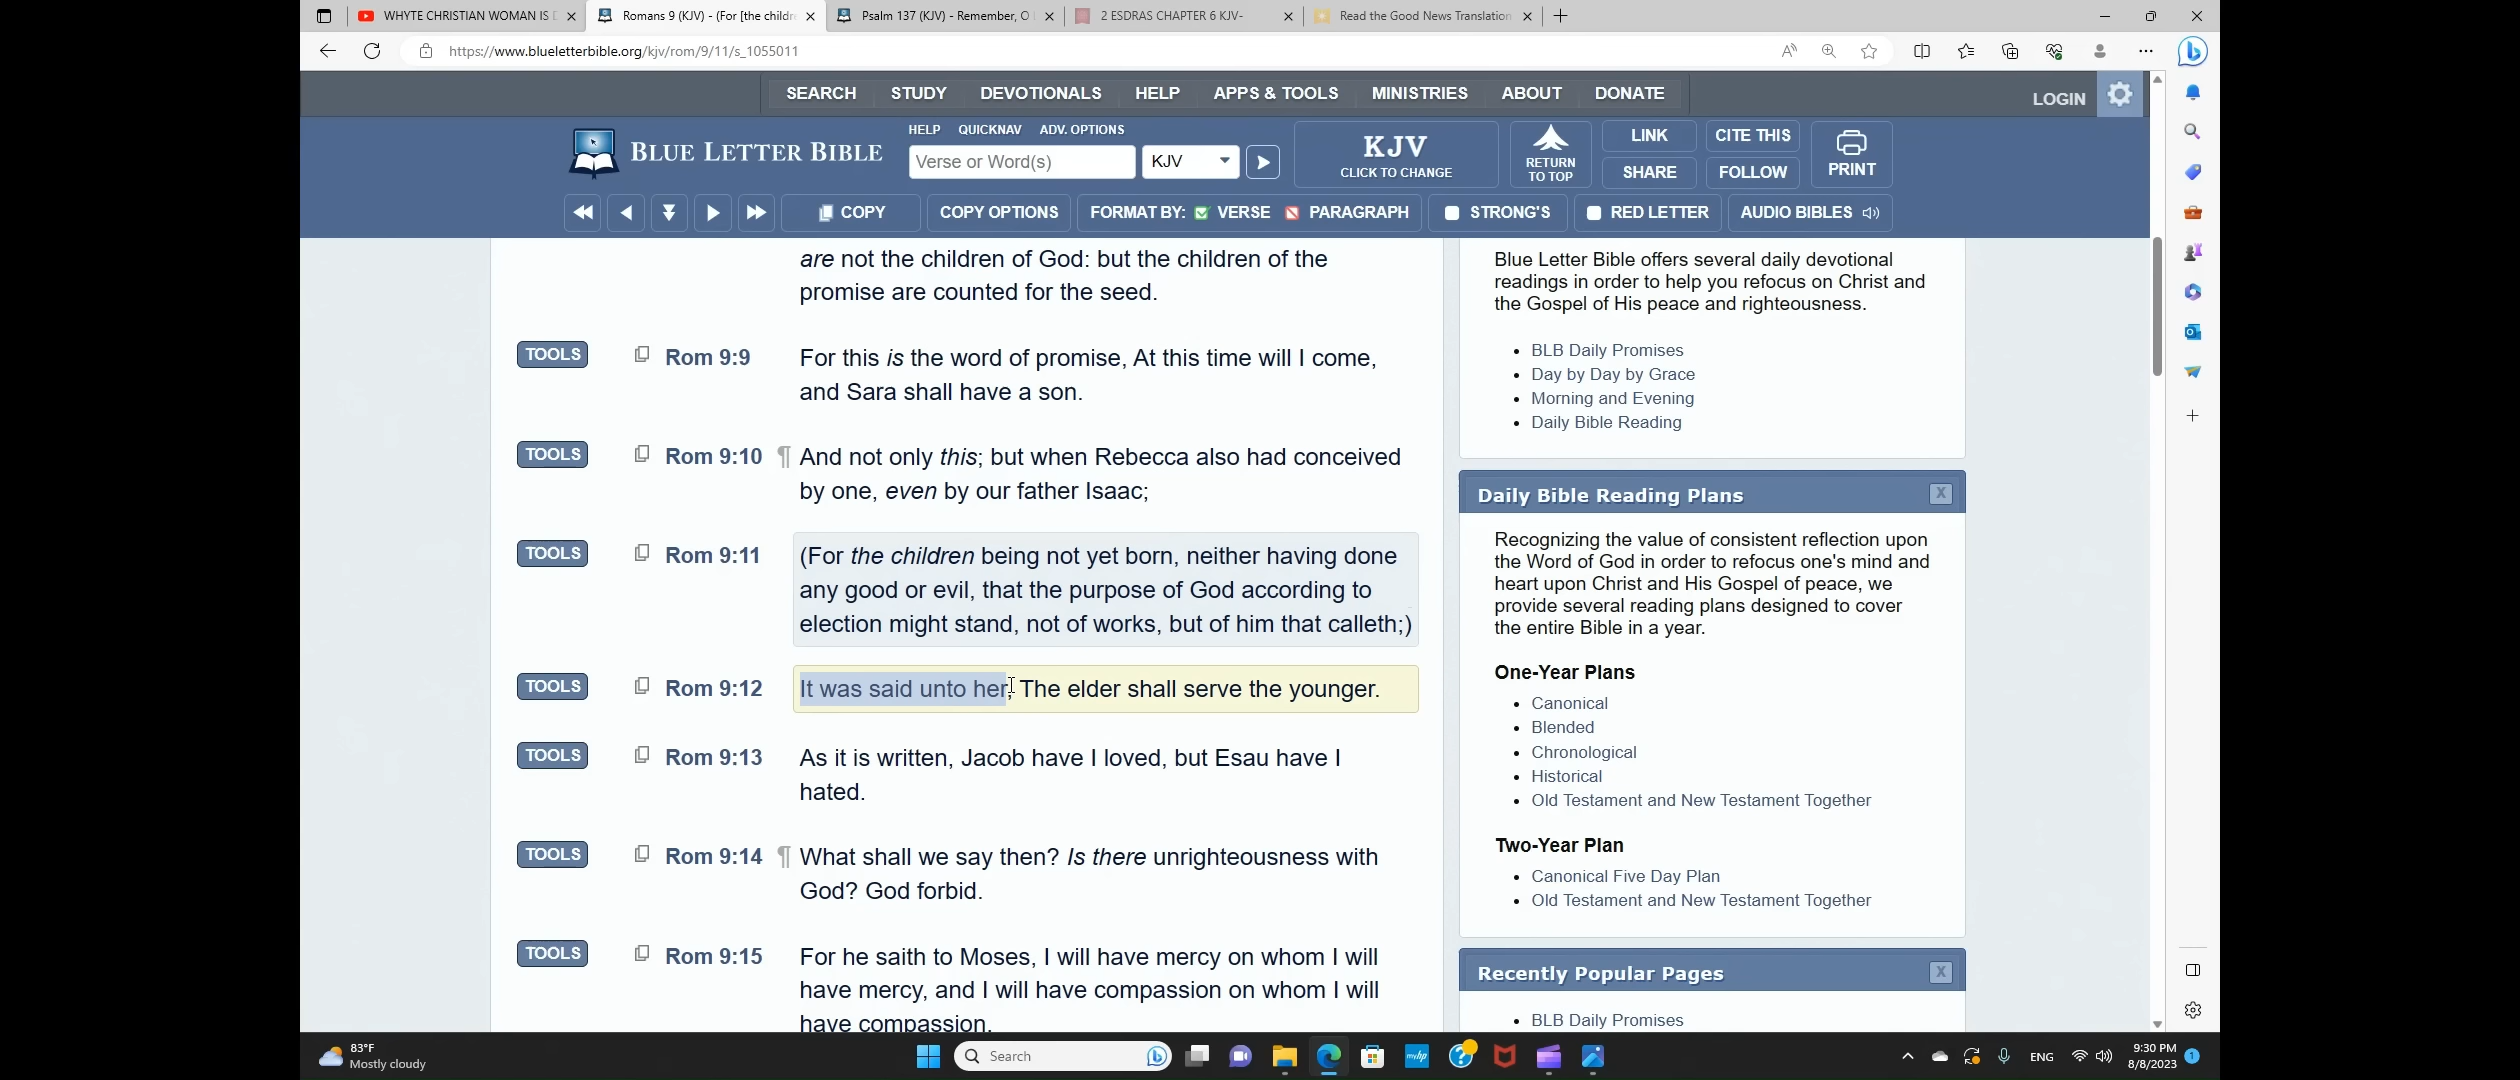 WHYTE CHRISTIAN WOMAN IS
Romans 9 (KJV) - (For [the childr
Psalm 137 (KJV) - Remember, O
2 ESDRAS CHAPTER 6 KJV-
Read the Good News Translation
https://www.blueletterbible.org/kjv/rom/9/11/s_1055011
SEARCH STUDY DEVOTIONALS HELP APPS & TOOLS MINISTRIES ABOUT DONATE
LOGIN
HELP QUICKNAV ADV. OPTIONS
BLUE LETTER BIBLE
Verse or Word(s)
KJV
KJV
CLICK TO CHANGE
RETURN
TO TOP
LINK
CITE THIS
SHARE
FOLLOW
PRINT
COPY
COPY OPTIONS
FORMAT BY: VERSE PARAGRAPH
STRONG'S
RED LETTER
AUDIO BIBLES
are not the children of God: but the children of the
promise are counted for the seed.
TOOLS Rom 9:9 For this is the word of promise, At this time will I come,
and Sara shall have a son.
TOOLS Rom 9:10 ¶ And not only this; but when Rebecca also had conceived
by one, even by our father Isaac;
TOOLS Rom 9:11 (For the children being not yet born, neither having done
any good or evil, that the purpose of God according to
election might stand, not of works, but of him that calleth;)
TOOLS Rom 9:12 It was said unto her, The elder shall serve the younger.
TOOLS Rom 9:13 As it is written, Jacob have I loved, but Esau have I
hated.
TOOLS Rom 9:14 ¶ What shall we say then? Is there unrighteousness with
God? God forbid.
TOOLS Rom 9:15 For he saith to Moses, I will have mercy on whom I will
have mercy, and I will have compassion on whom I will
have compassion.
Blue Letter Bible offers several daily devotional
readings in order to help you refocus on Christ and
the Gospel of His peace and righteousness.
BLB Daily Promises
Day by Day by Grace
Morning and Evening
Daily Bible Reading
Daily Bible Reading Plans
X
Recognizing the value of consistent reflection upon
the Word of God in order to refocus one's mind and
heart upon Christ and His Gospel of peace, we
provide several reading plans designed to cover
the entire Bible in a year.
One-Year Plans
Canonical
Blended
Chronological
Historical
Old Testament and New Testament Together
Two-Year Plan
Canonical Five Day Plan
Old Testament and New Testament Together
Recently Popular Pages
X
BLB Daily Promises
83°F
Mostly cloudy
Search
myhp
ENG
9:30 PM
8/8/2023
1